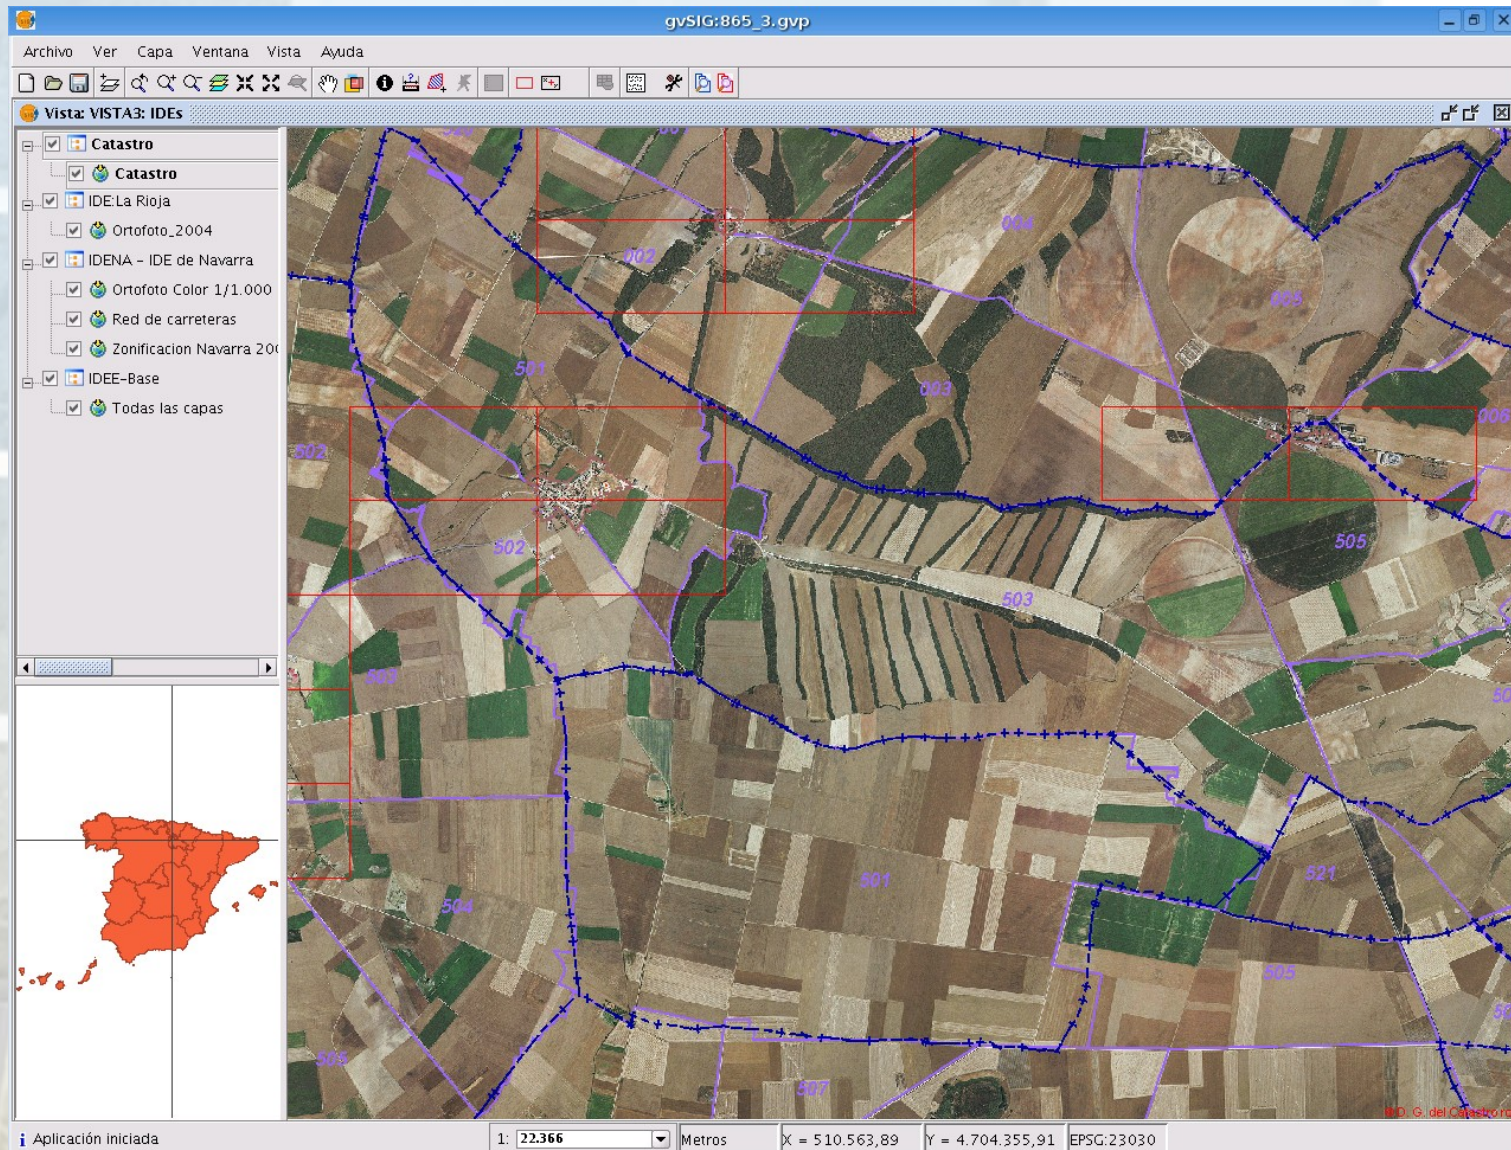 gvSIG:865_3.gvp
Archivo Ver Capa Ventana Vista Ayuda
Vista: VISTA3: IDEs
Catastro
Catastro
IDE:La Rioja
Ortofoto_2004
IDENA - IDE de Navarra
Ortofoto Color 1/1.000
Red de carreteras
Zonificacion Navarra 200
IDEE-Base
Todas las capas
004
002
005
501
003
006
502
502
505
503
503
501
521
504
505
505
507
D. G. del Catastro
Aplicación iniciada
1: 22.366
Metros
X = 510.563,89
Y = 4.704.355,91
EPSG:23030